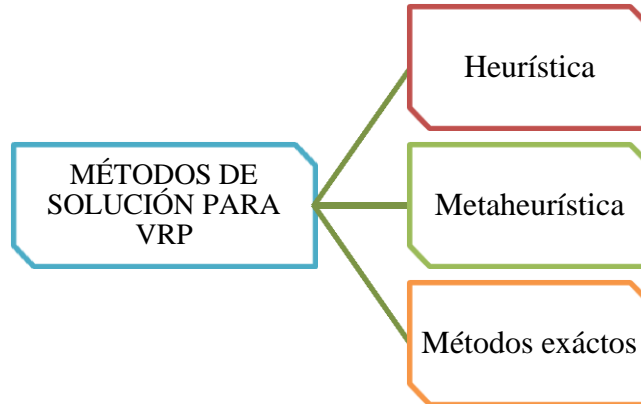 MÉTODOS DE
SOLUCIÓN PARA
VRP
Heurística
Metaheurística
Métodos exáctos